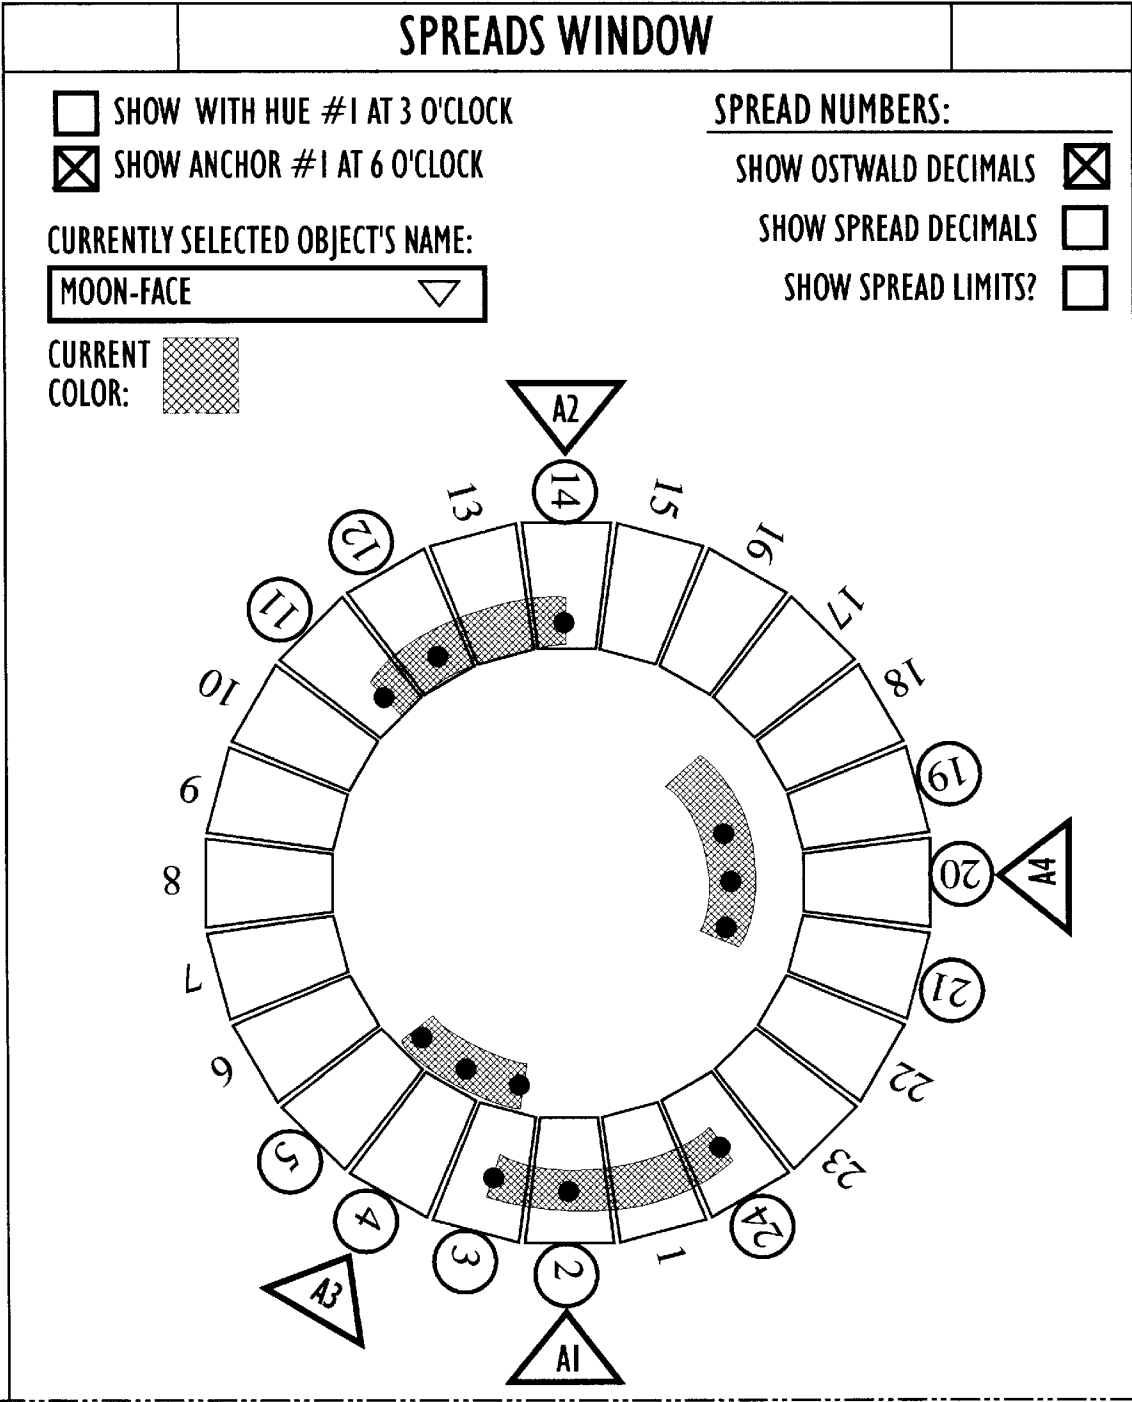 SPREADS WINDOW
SHOW WITH HUE #1 AT 3 O'CLOCK
SHOW ANCHOR #1 AT 6 O'CLOCK
SPREAD NUMBERS:
SHOW OSTWALD DECIMALS
SHOW SPREAD DECIMALS
SHOW SPREAD LIMITS?
CURRENTLY SELECTED OBJECT'S NAME:
MOON-FACE
CURRENT
COLOR:
A2
14
15
16
17
18
19
20
A4
21
22
23
24
1
2
A1
3
4
A3
5
6
7
8
9
10
11
12
13